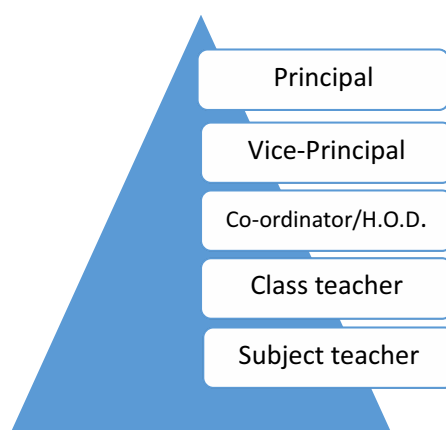 Principal
Vice-Principal
Co-ordinator/H.O.D.
Class teacher
Subject teacher